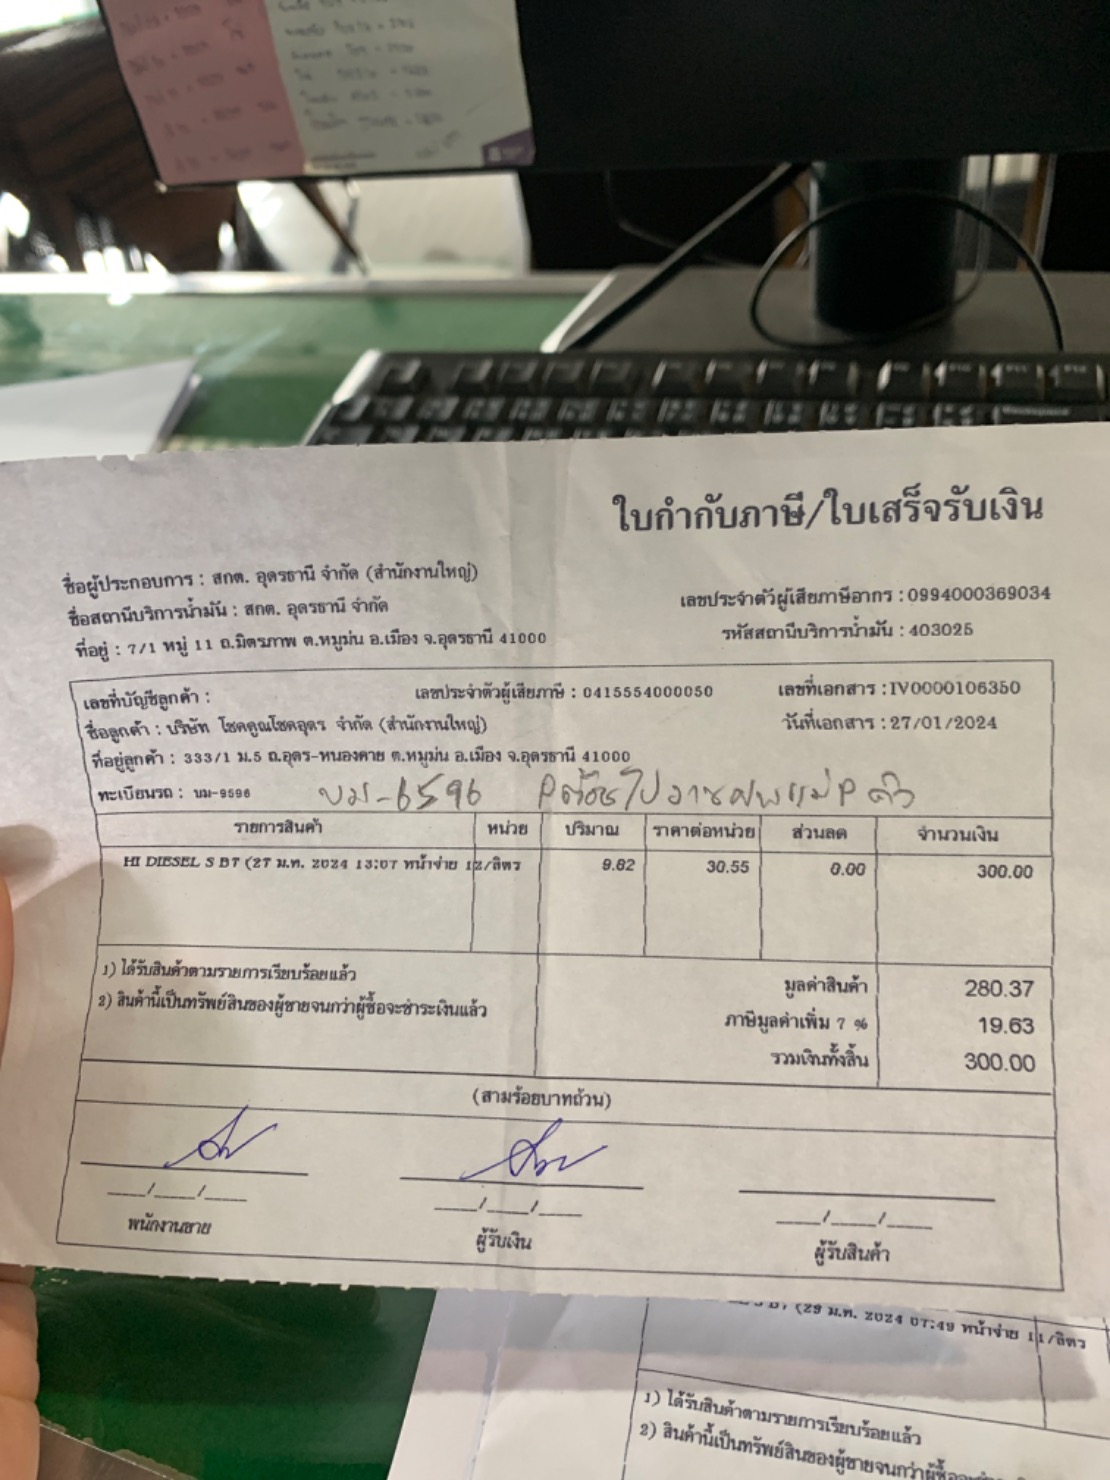 ใบกำกับภาษี/ใบเสร็จรับเงิน
ชื่อผู้ประกอบการ : สกต. อุดรธานี จำกัด (สำนักงานใหญ่)
ชื่อสถานีบริการน้ำมัน : สกต. อุดรธานี จำกัด
เลขประจำตัวผู้เสียภาษีอากร : 0994000369034
ที่อยู่ : 7/1 หมู่ 11 ถ.มิตรภาพ ต.หมูม่น อ.เมือง จ.อุดรธานี 41000
รหัสสถานีบริการน้ำมัน : 403025
เลขที่บัญชีลูกค้า : เลขประจำตัวผู้เสียภาษี : 0415554000050 เลขที่เอกสาร : IV0000106350
ชื่อลูกค้า : บริษัท โชคคูณโชคอุดร จำกัด (สำนักงานใหญ่) วันที่เอกสาร : 27/01/2024
ที่อยู่ลูกค้า : 333/1 ม.5 ถ.อุดร-หนองคาย ต.หมูม่น อ.เมือง จ.อุดรธานี 41000
ทะเบียนรถ : บม-9596 บม-6596
รายการสินค้า หน่วย ปริมาณ ราคาต่อหน่วย ส่วนลด จำนวนเงิน
HI DIESEL S B7 (27 ม.ค. 2024 13:07 หน้าจ่าย 12/ลิตร 9.82 30.55 0.00 300.00
1) ได้รับสินค้าตามรายการเรียบร้อยแล้ว
2) สินค้านี้เป็นทรัพย์สินของผู้ขายจนกว่าผู้ซื้อจะชำระเงินแล้ว
มูลค่าสินค้า 280.37
ภาษีมูลค่าเพิ่ม 7 % 19.63
รวมเงินทั้งสิ้น 300.00
(สามร้อยบาทถ้วน)
___/___/___ ___/___/___ ___/___/___
พนักงานขาย ผู้รับเงิน ผู้รับสินค้า
(29 ม.ค. 2024 07:49 หน้าจ่าย 11/ลิตร
1) ได้รับสินค้าตามรายการเรียบร้อยแล้ว
2) สินค้านี้เป็นทรัพย์สินของผู้ขายจนกว่าผู้ซื้อ